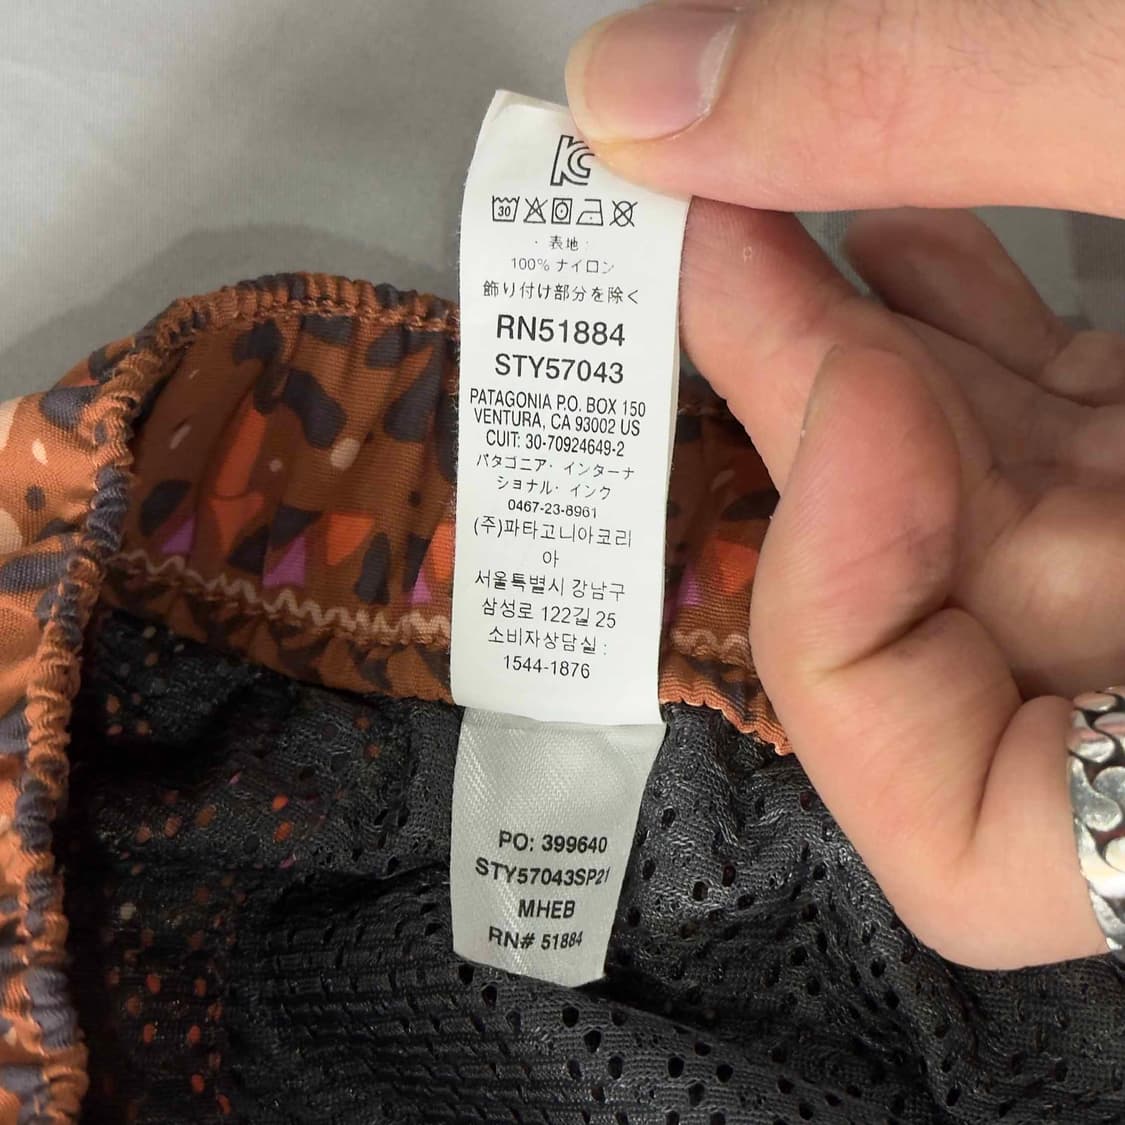 KC
30
・表地:
100% ナイロン
飾り付け部分を除く
RN51884
STY57043
PATAGONIA P.O. BOX 150
VENTURA, CA 93002 US
CUIT: 30-70924649-2
パタゴニア・インターナ
ショナル・インク
0467-23-8961
(주)파타고니아코리
아
서울특별시 강남구
삼성로 122길 25
소비자상담실 :
1544-1876
PO: 399640
STY57043SP21
MHEB
RN# 51884